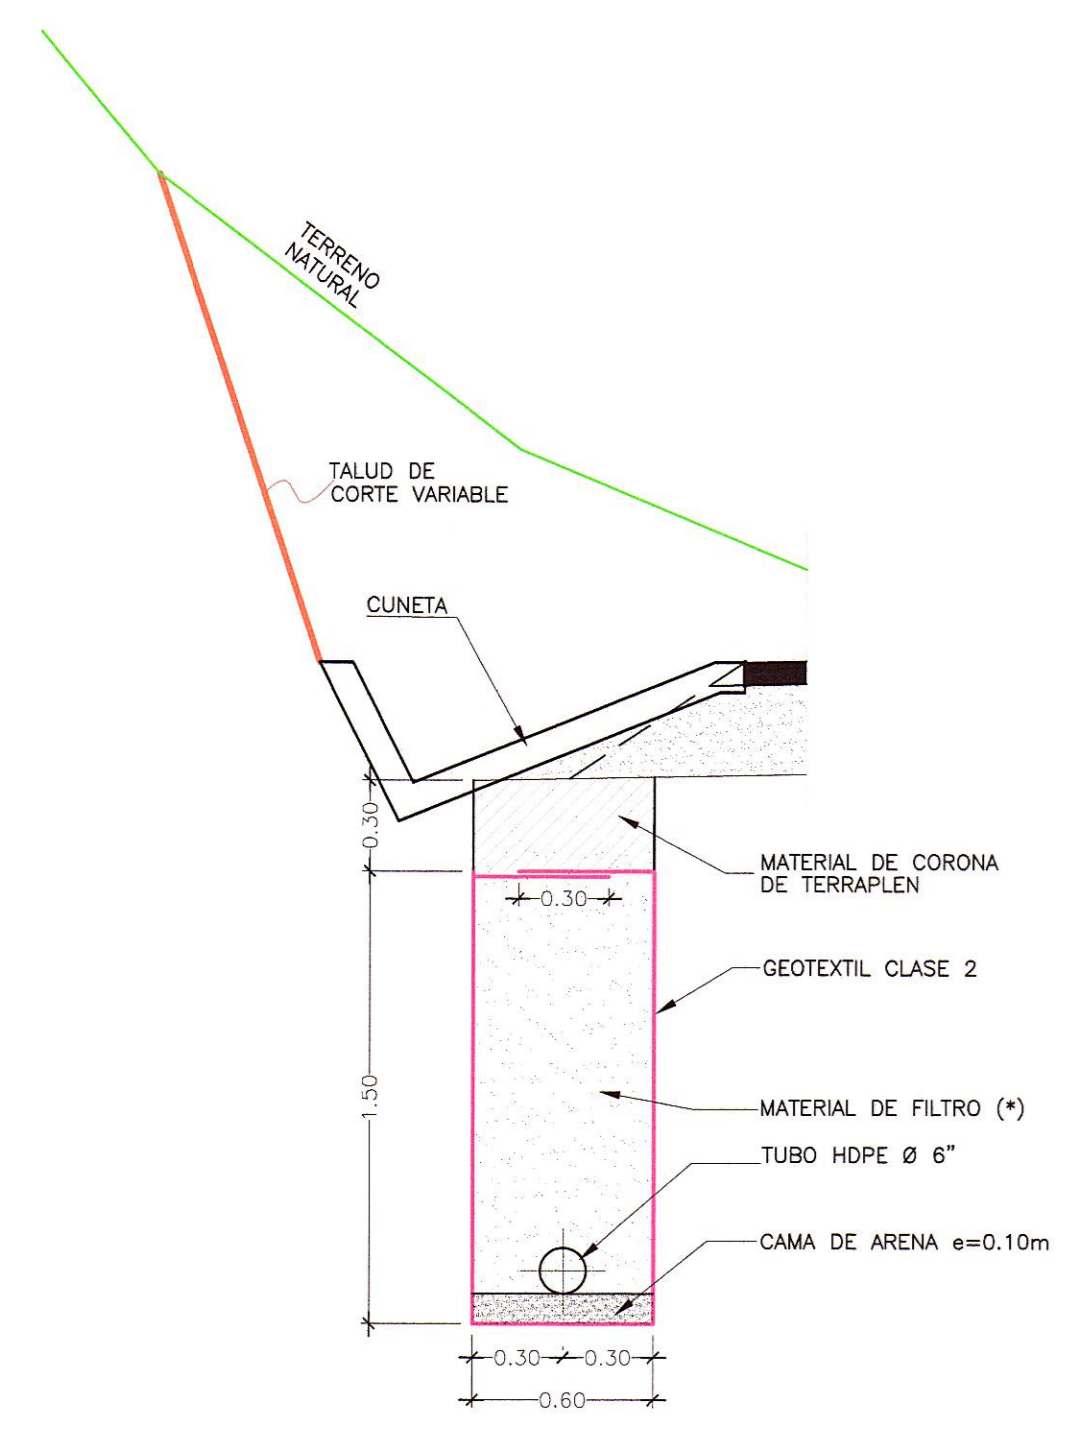 TERRENO
NATURAL
TALUD DE
CORTE VARIABLE
CUNETA
0.30
MATERIAL DE CORONA
DE TERRAPLEN
0.30
GEOTEXTIL CLASE 2
1.50
MATERIAL DE FILTRO (*)
TUBO HDPE Ø 6”
CAMA DE ARENA e=0.10m
0.30 0.30
0.60